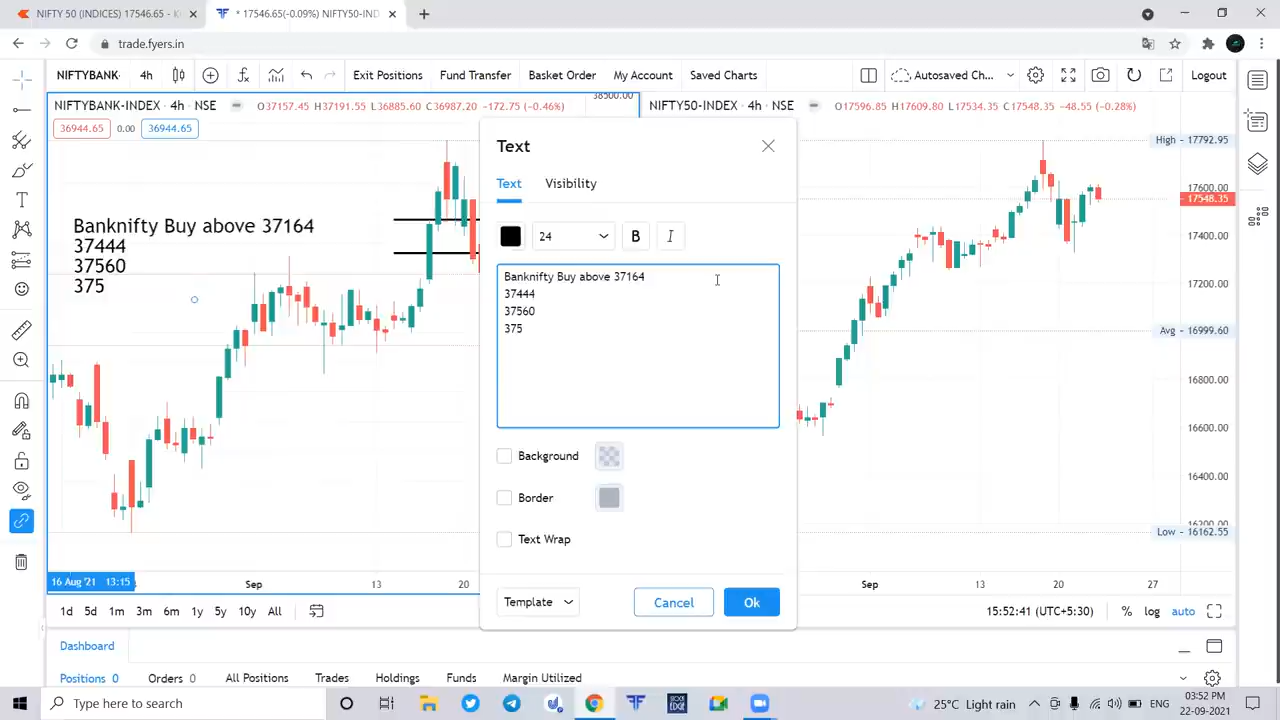 NIFTY 50 (INDICES) 17546.65 - K
* 17546.65(-0.09%) NIFTY50-IND
trade.fyers.in
NIFTYBANK- 4h Exit Positions Fund Transfer Basket Order My Account Saved Charts Autosaved Ch... Logout
NIFTYBANK-INDEX · 4h · NSE O37157.45 H37191.55 L36885.60 C36987.20 -172.75 (-0.46%) 38500.00
36944.65 0.00 36944.65
NIFTY50-INDEX · 4h · NSE O17596.85 H17609.80 L17534.35 C17548.35 -48.55 (-0.28%)
Banknifty Buy above 37164
37444
37560
375
Text
Text Visibility
24 B I
Banknifty Buy above 37164
37444
37560
375
Background
Border
Text Wrap
Template Cancel Ok
High - 17792.95
17600.00
17548.35
17400.00
17200.00
Avg - 16999.60
16800.00
16600.00
16400.00
16200.00
Low - 16162.55
16 Aug '21 13:15 Sep 13 20
Sep 13 20 27
1d 5d 1m 3m 6m 1y 5y 10y All
15:52:41 (UTC+5:30) % log auto
Dashboard
Positions 0 Orders 0 All Positions Trades Holdings Funds Margin Utilized
Type here to search
25°C Light rain
ENG
03:52 PM
22-09-2021